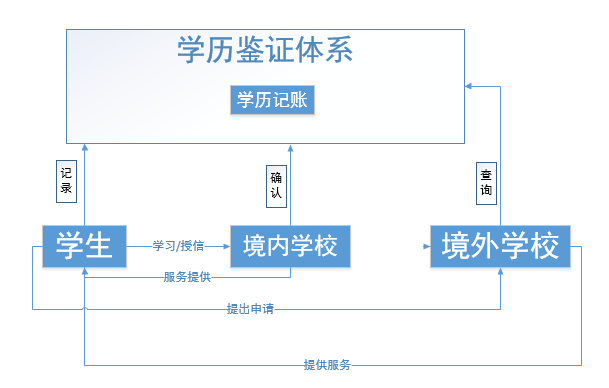 学历鉴证体系
学历记账
记录
确认
查询
学生
学习/授信
境内学校
境外学校
服务提供
提出申请
提供服务